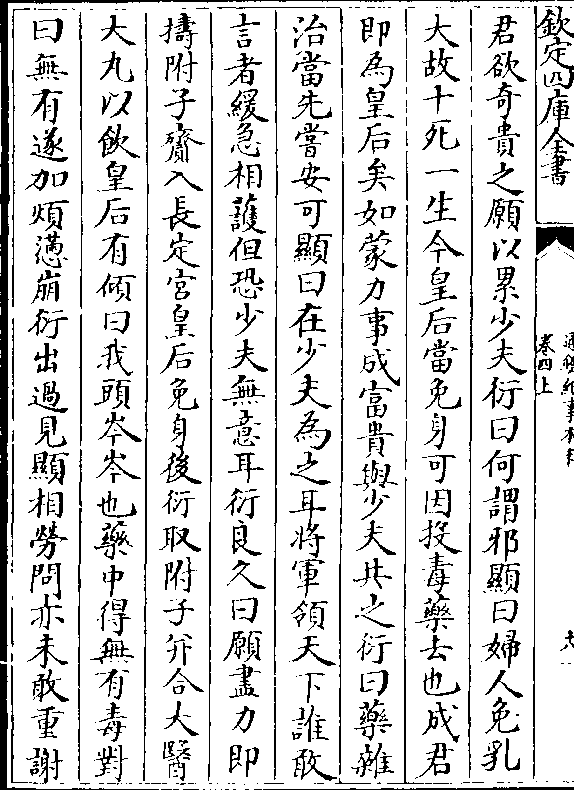 欽定四庫全書
通鑑紀事本末
卷四上
君欲奇貴之願以累少夫衍曰何謂邪顯曰婦人免乳
大故十死一生今皇后當免身可因投毒藥去也成君
即為皇后矣如蒙力事成富貴與少夫共之衍曰藥雜
治當先嘗安可顯曰在少夫為之耳將軍領天下誰敢
言者緩急相護但恐少夫無意耳衍良久曰願盡力即
擣附子齎入長定宫皇后免身後衍取附子并合大醫
大丸以飲皇后有傾曰我頭岑岑也藥中得無有毒對
曰無有遂加煩懣崩衍出過見顯相勞問亦未敢重謝